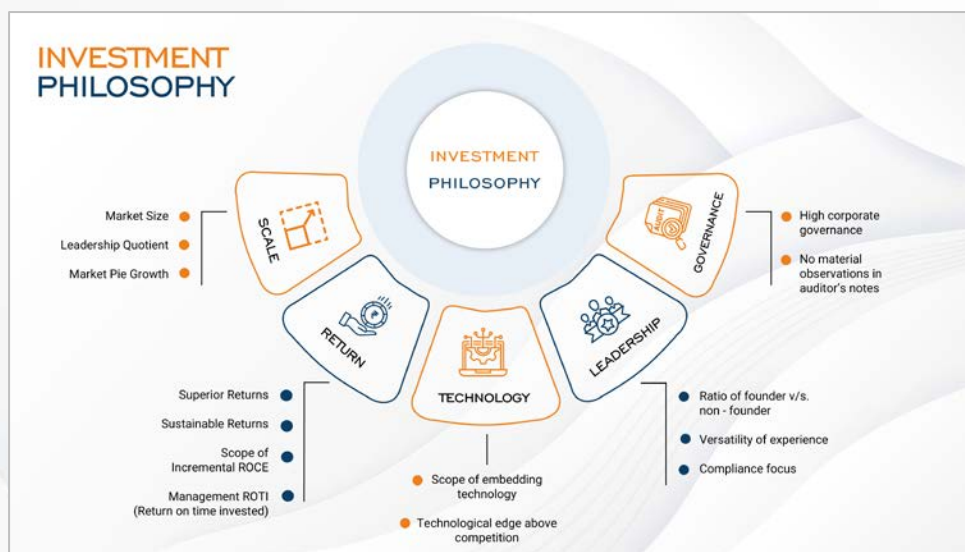 INVESTMENT
PHILOSOPHY
INVESTMENT
PHILOSOPHY
Market Size
Leadership Quotient
Market Pie Growth
SCALE
AUDIT
GOVERNANCE
High corporate
governance
No material
observations in
auditor's notes
RETURN
TECHNOLOGY
LEADERSHIP
Superior Returns
Sustainable Returns
Scope of
Incremental ROCE
Management ROTI
(Return on time invested)
Scope of embedding
technology
Technological edge above
competition
Ratio of founder v/s.
non - founder
Versatility of experience
Compliance focus